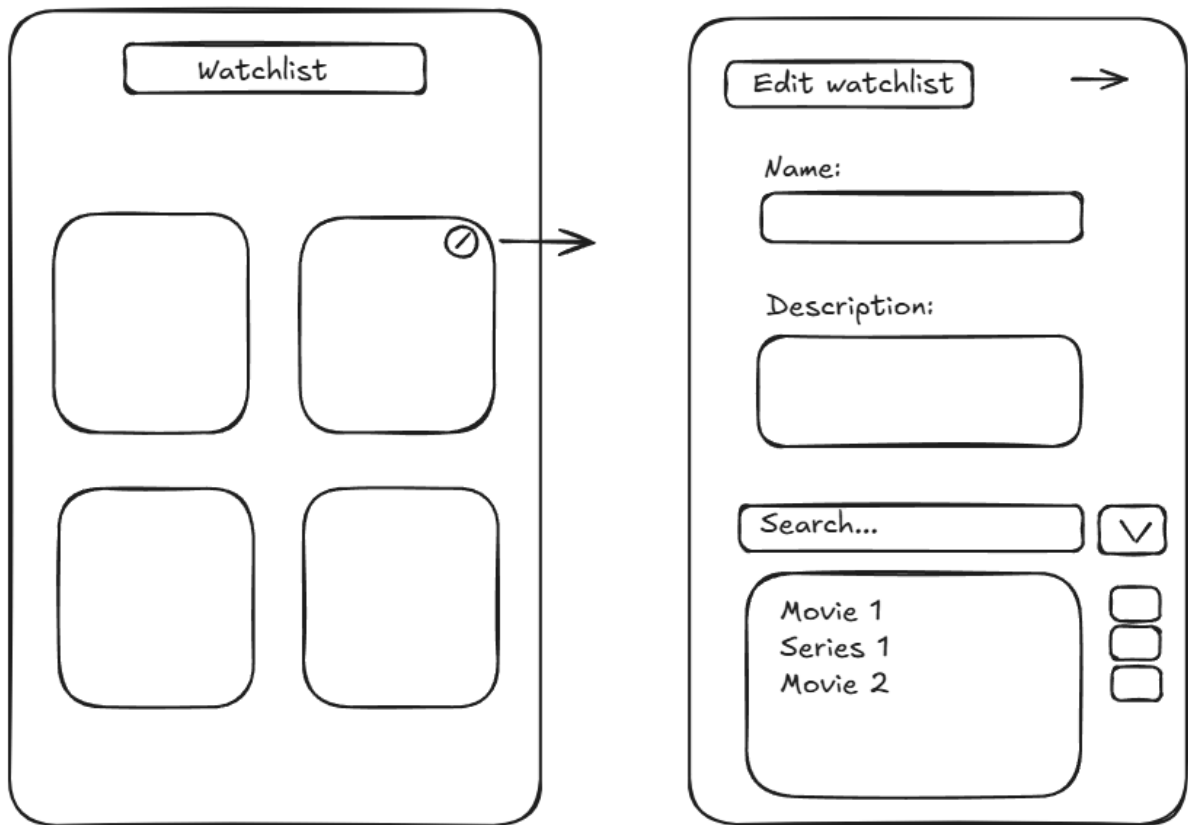 Watchlist
Edit watchlist
Name:
Description:
Search...
Movie 1
Series 1
Movie 2